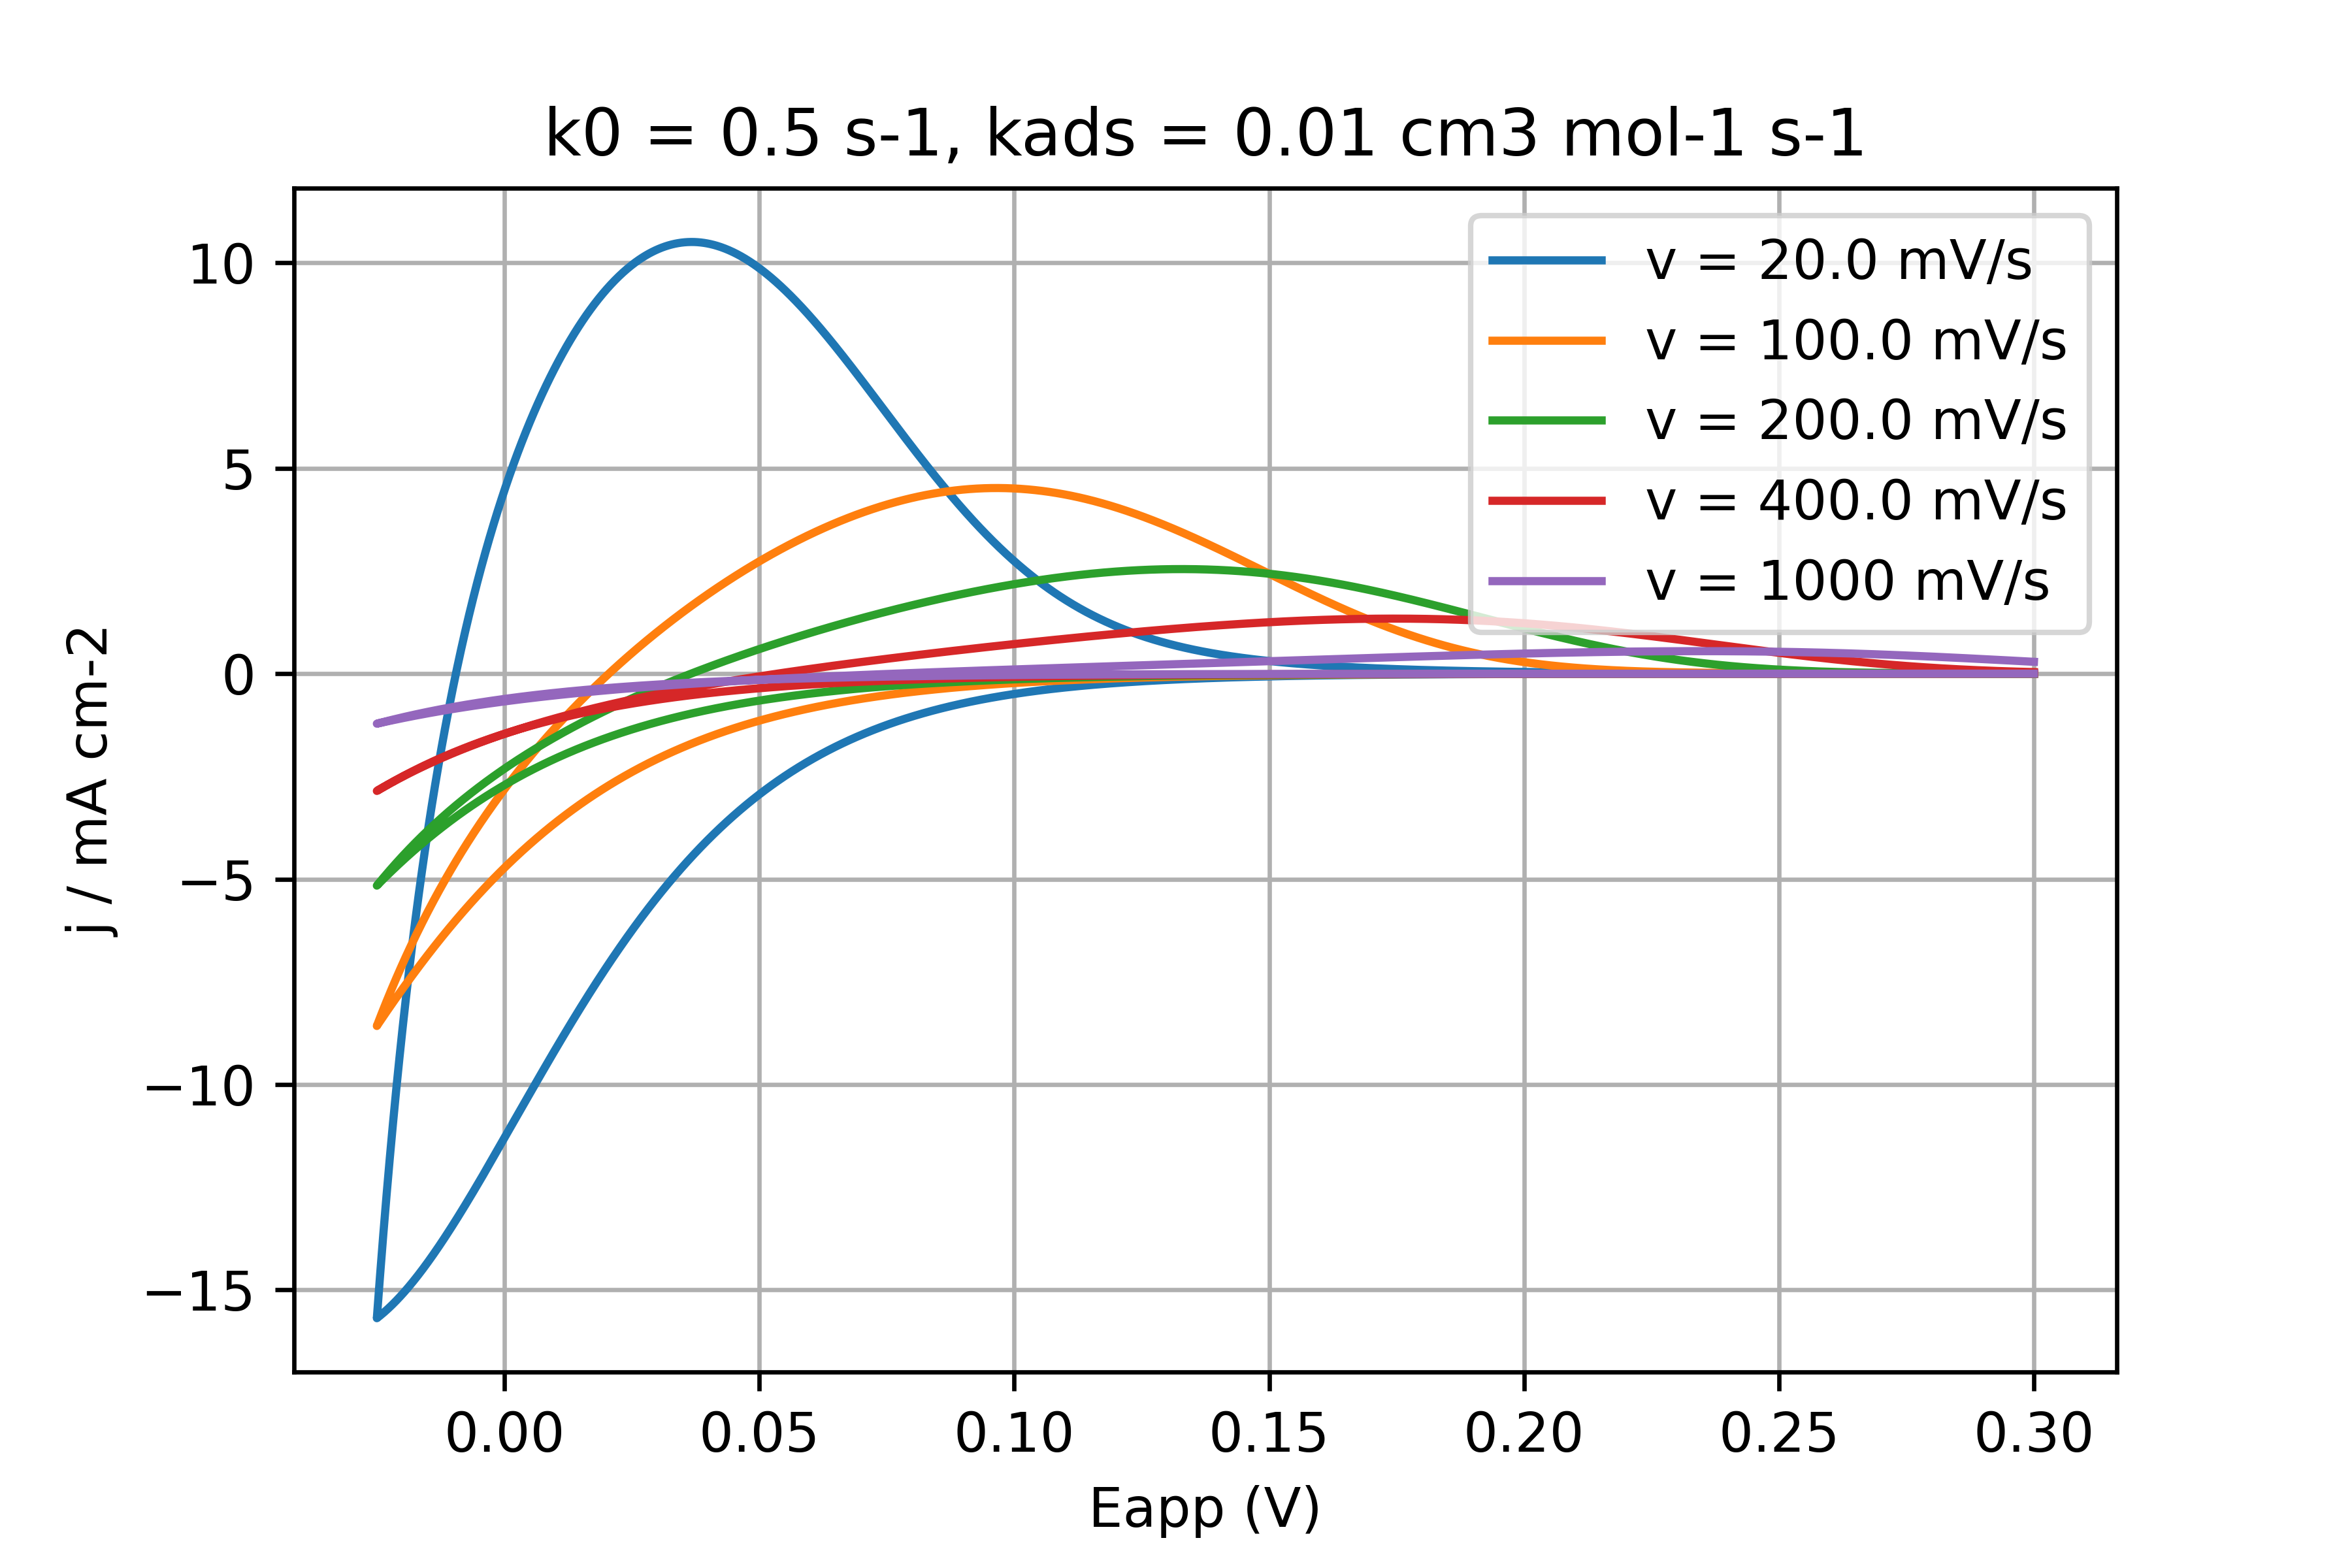 k0 = 0.5 s-1, kads = 0.01 cm3 mol-1 s-1
v = 20.0 mV/s
v = 100.0 mV/s
v = 200.0 mV/s
v = 400.0 mV/s
v = 1000 mV/s
10
5
0
−5
−10
−15
j / mA cm-2
0.00 0.05 0.10 0.15 0.20 0.25 0.30
Eapp (V)